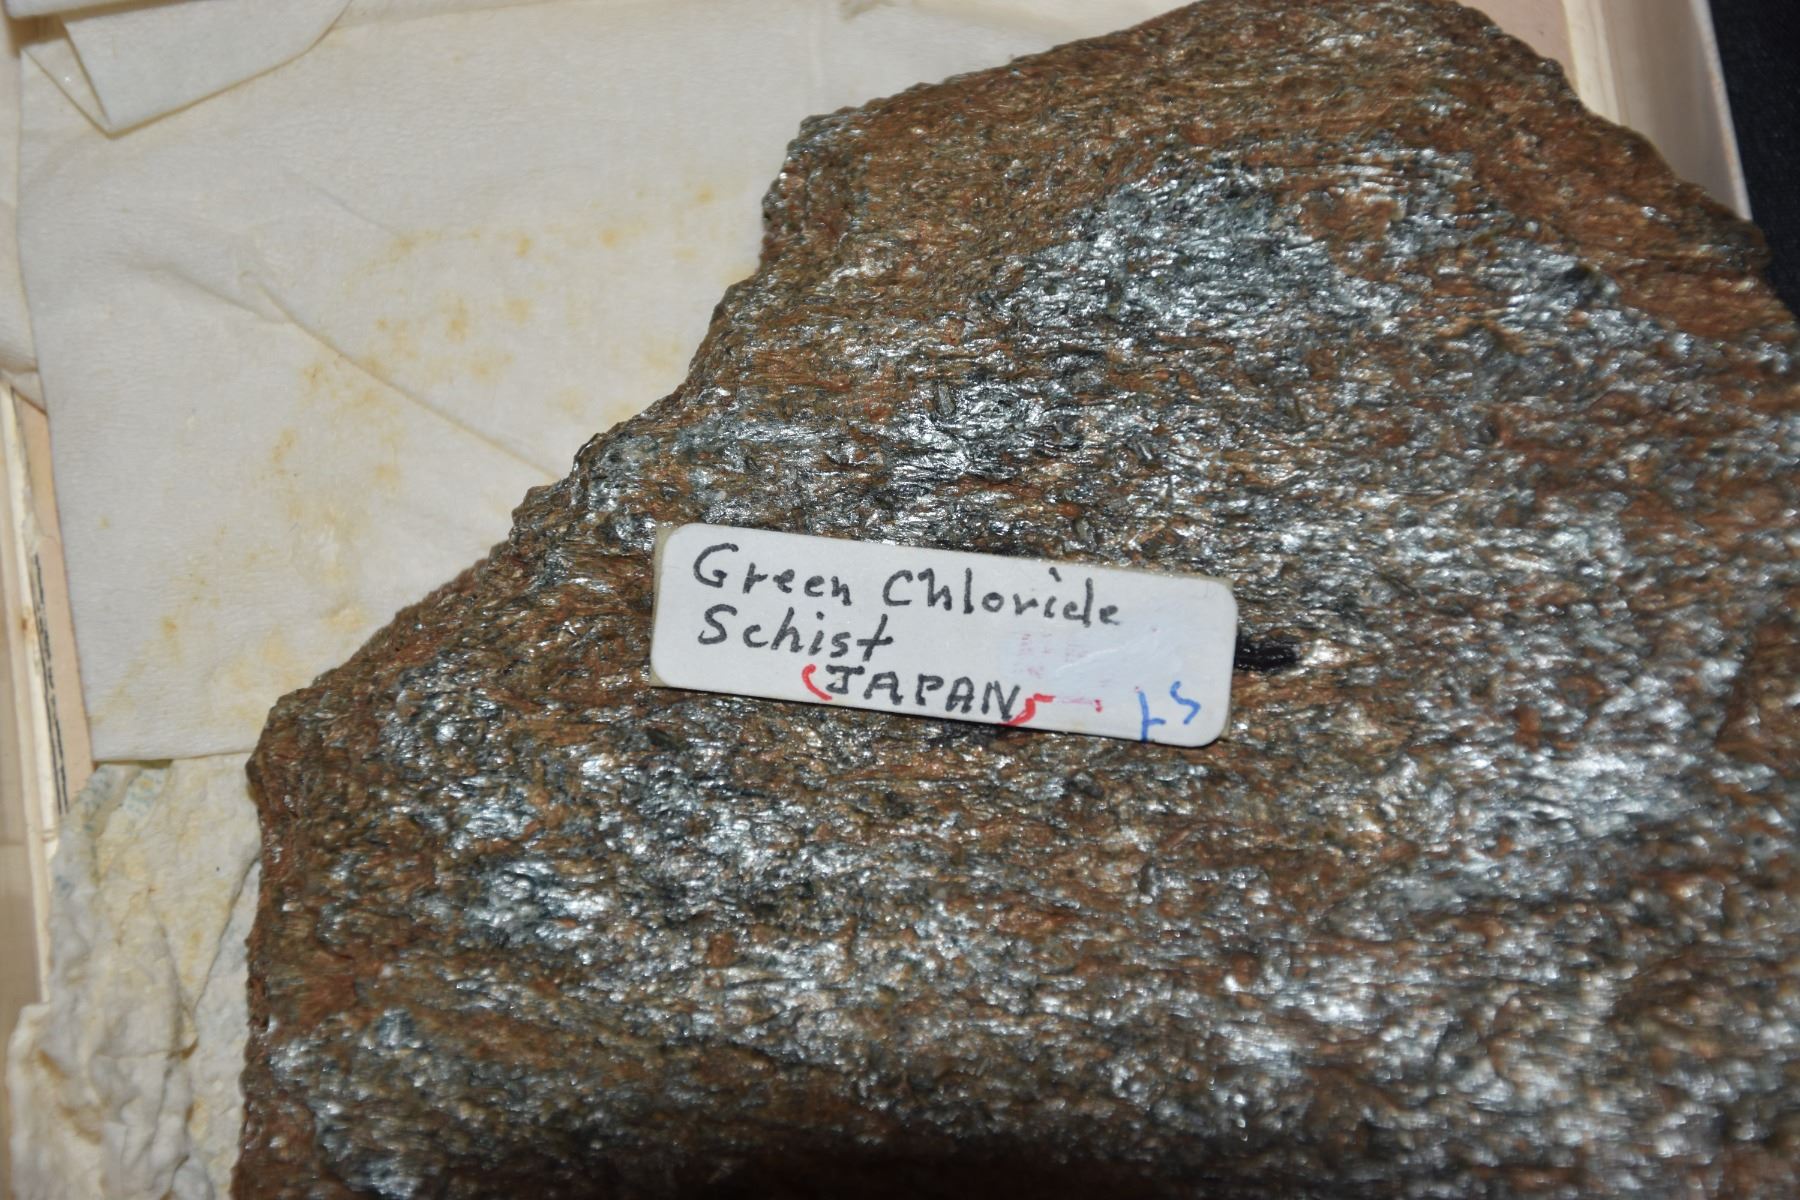 Green Chloride
Schist
(JAPAN)